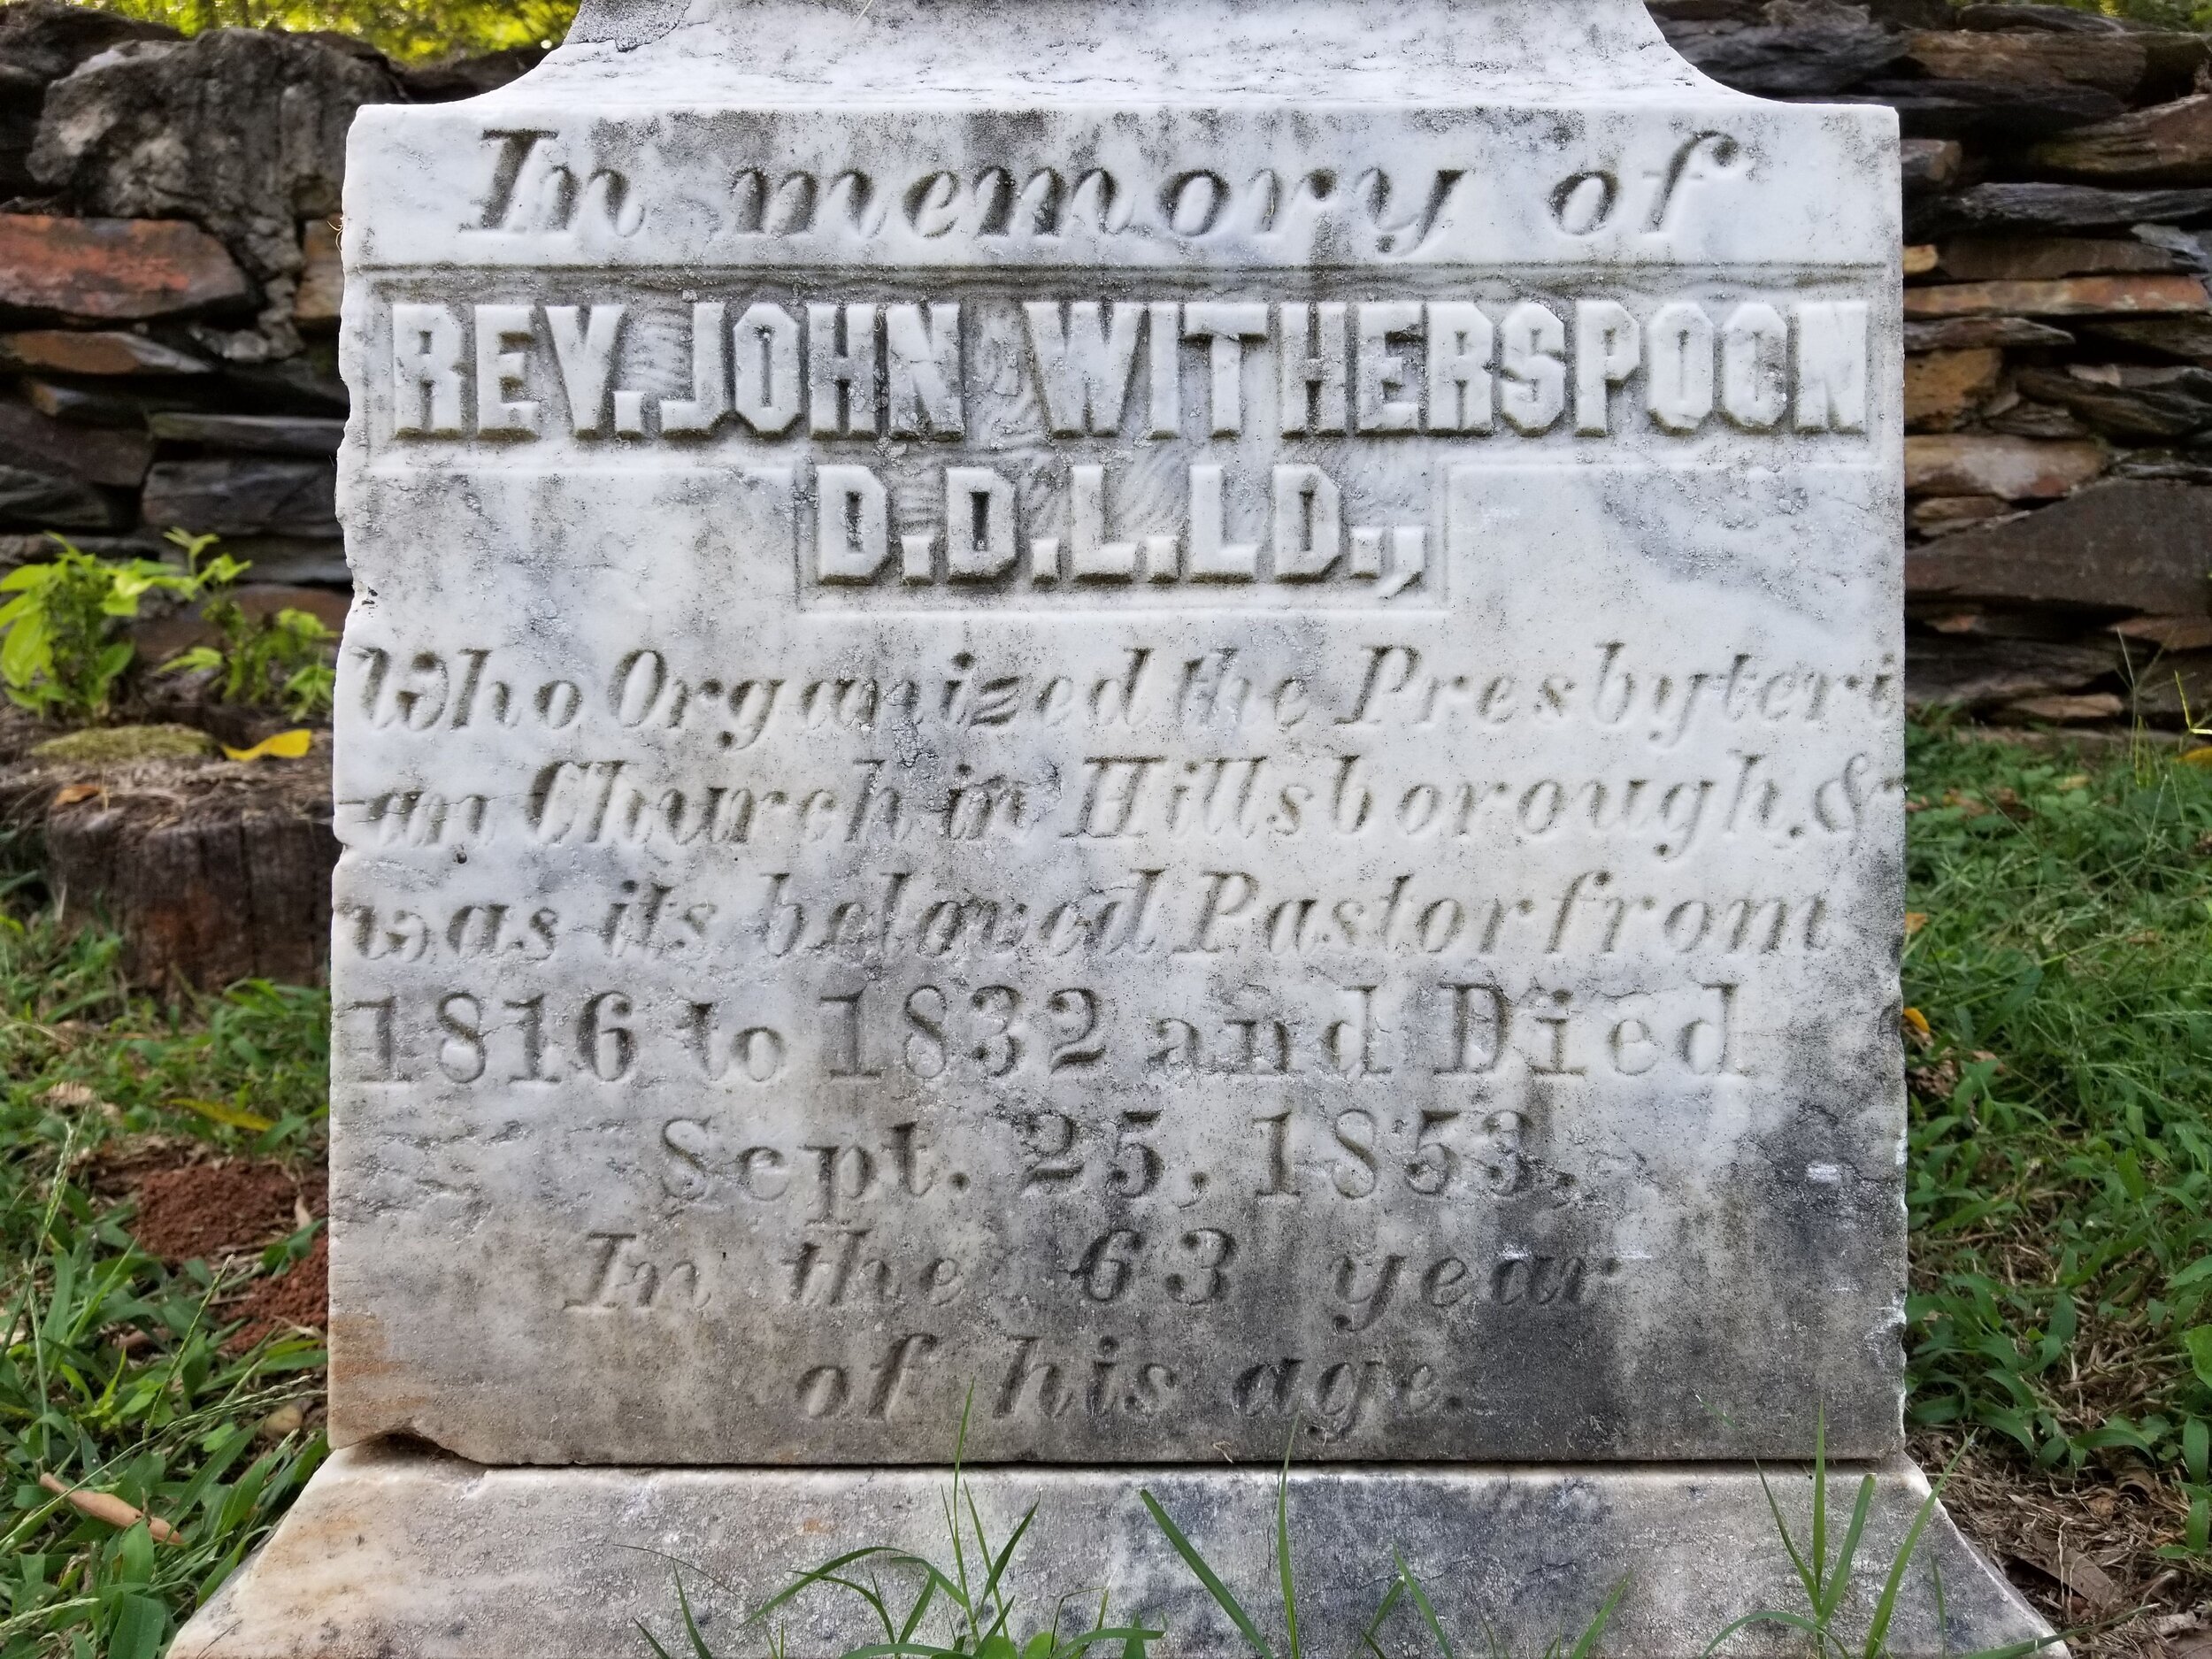 In memory of
REV. JOHN WITHERSPOON
D.D.L.LD.,
Who Organized the Presbyteri
an Church in Hillsborough, &
was its beloved Pastor from
1816 to 1832 and Died
Sept. 25, 1853.
In the 63 year
of his age.